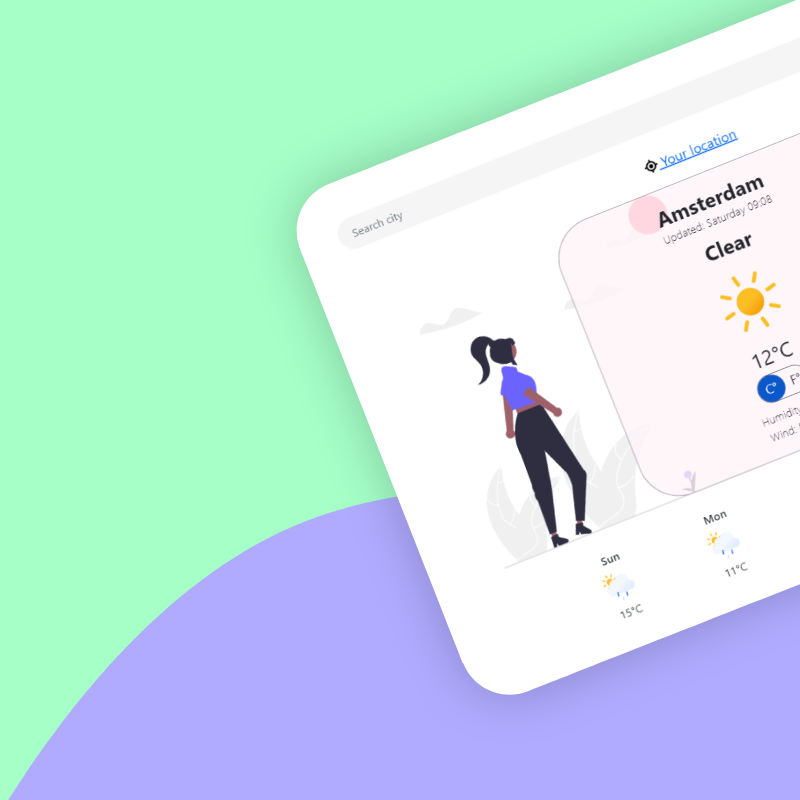 Your location
Search city
Amsterdam
Updated: Saturday 09:08
Clear
12°C
C° F°
Humidity
Wind:
Sun
Mon
15°C
11°C